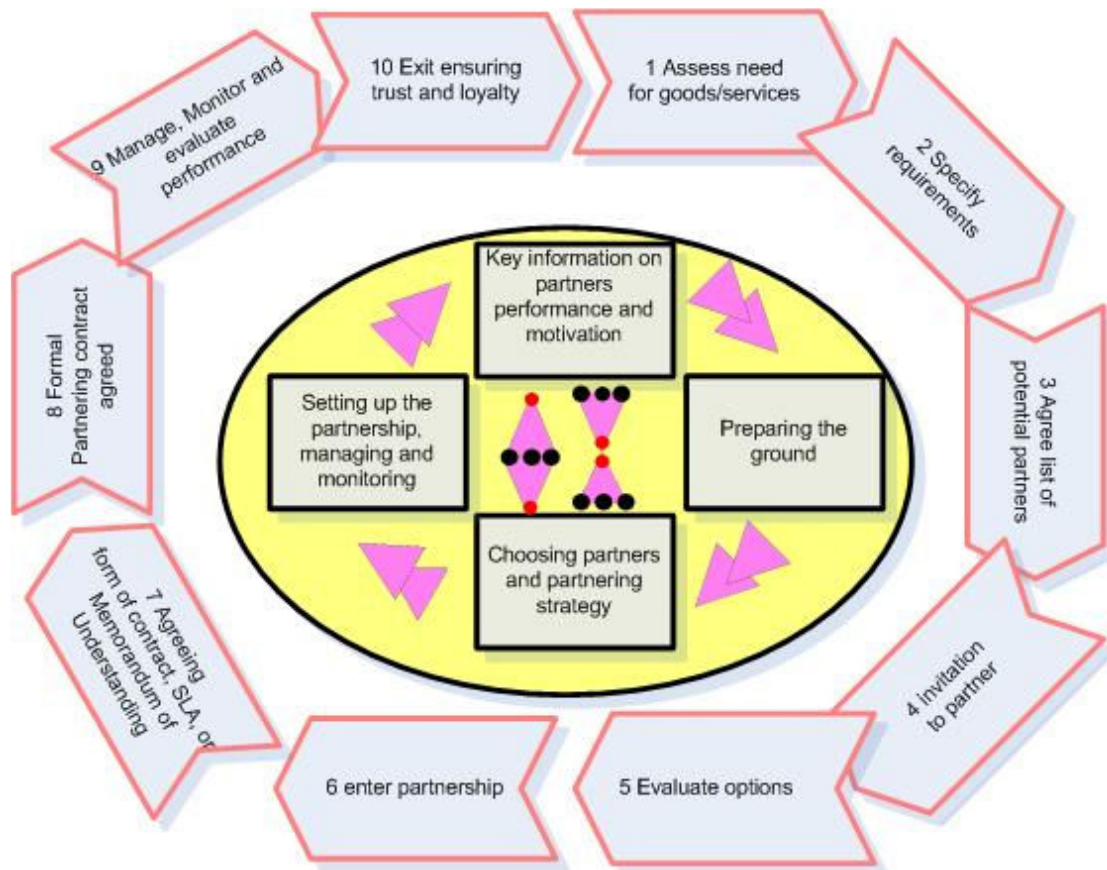 1 Assess need
for goods/services
2 Specify
requirements
3 Agree list of
potential partners
4 invitation
to partner
5 Evaluate options
6 enter partnership
7 Agreeing
form of contract, SLA, or
Memorandum of
Understanding
8 Formal
Partnering contract
agreed
9 Manage, Monitor and
evaluate
performance
10 Exit ensuring
trust and loyalty
Key information on
partners
performance and
motivation
Preparing the
ground
Choosing partners
and partnering
strategy
Setting up the
partnership,
managing and
monitoring